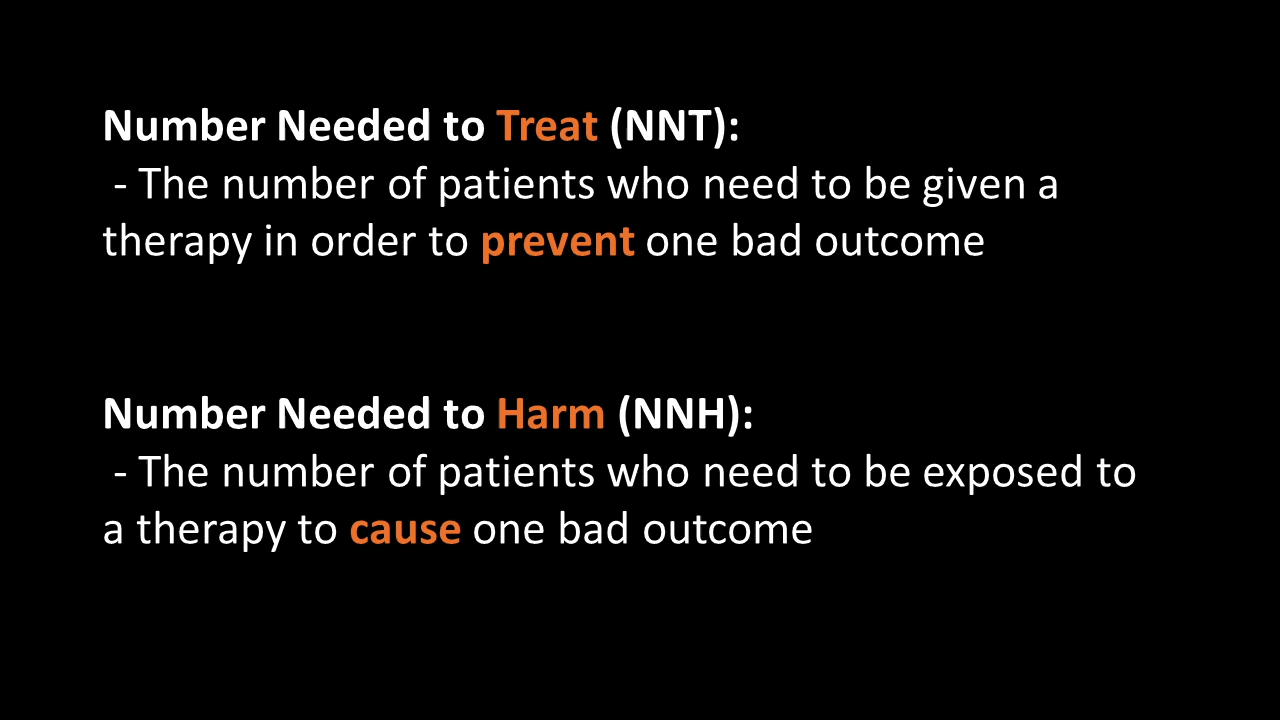 Number Needed to Treat (NNT):
- The number of patients who need to be given a
therapy in order to prevent one bad outcome
Number Needed to Harm (NNH):
- The number of patients who need to be exposed to
a therapy to cause one bad outcome